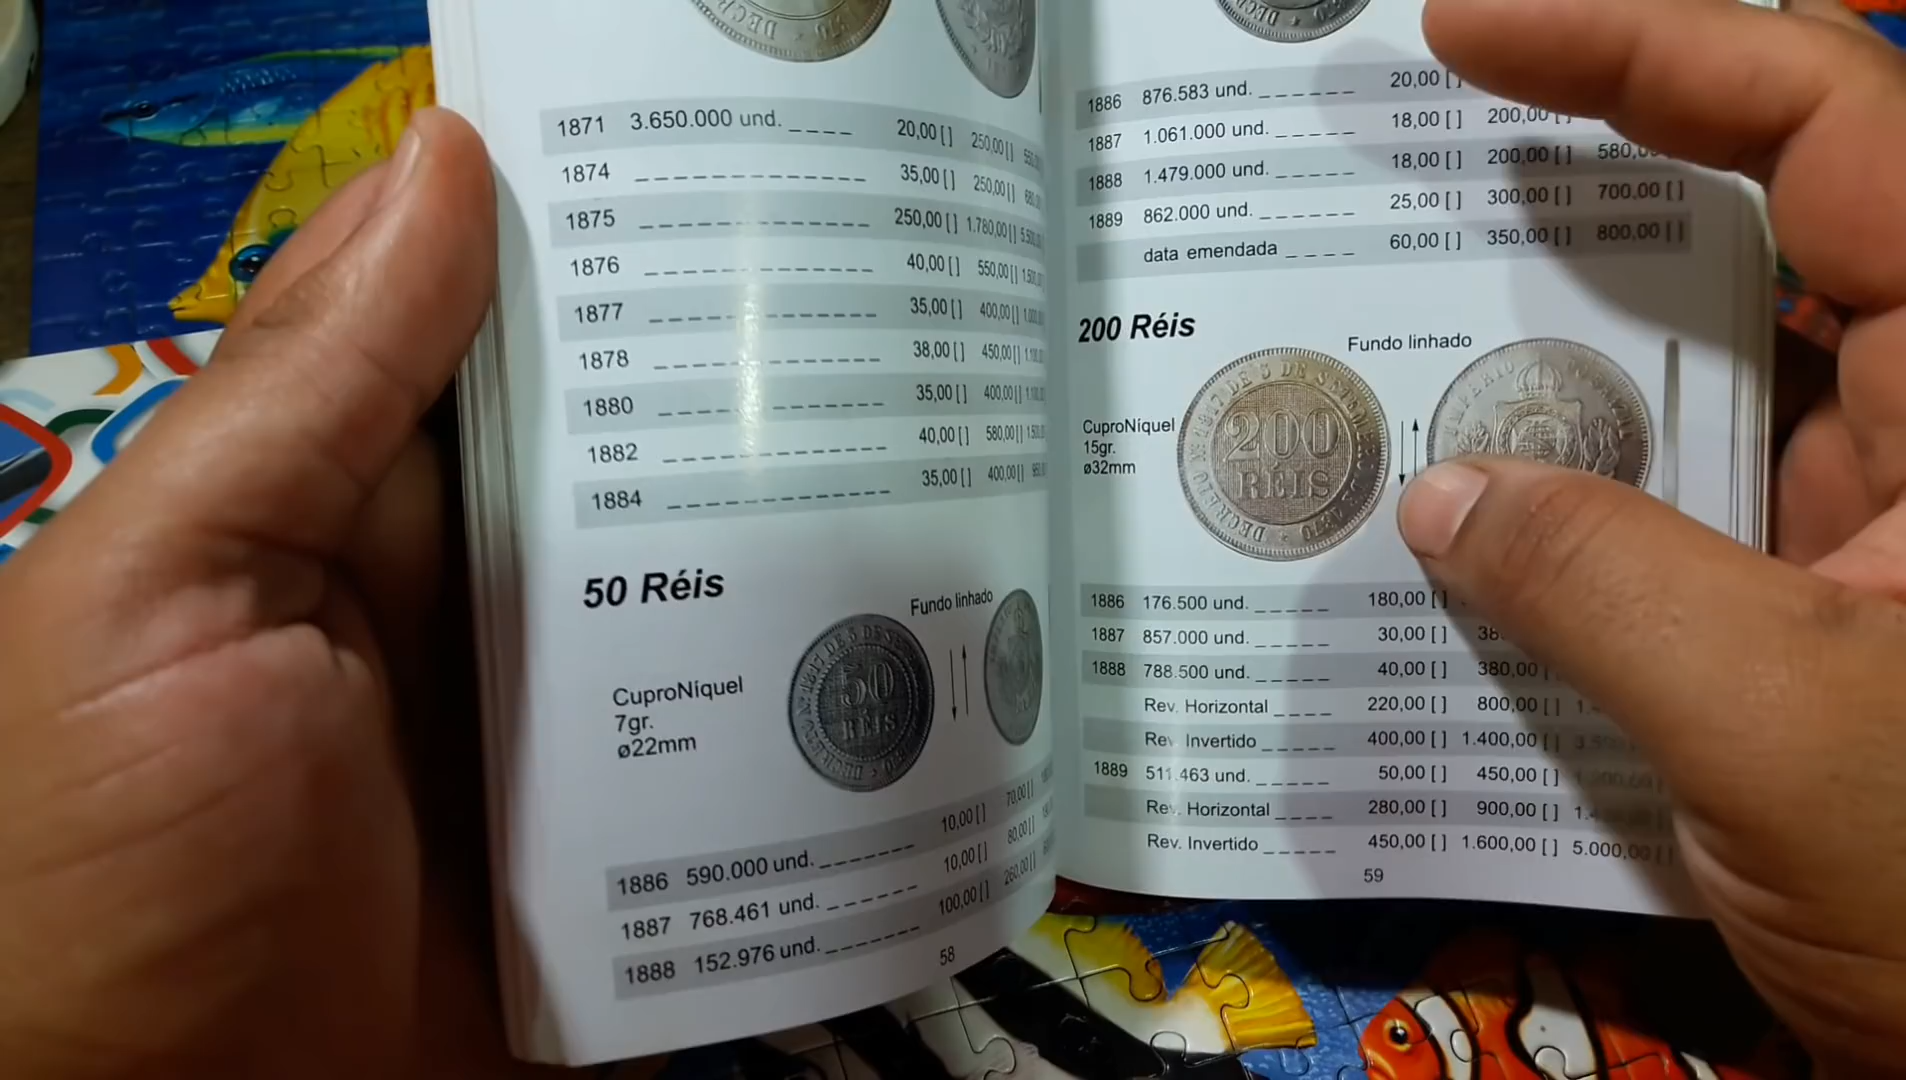 1871 3.650.000 und. _ _ _ _ 20,00 [ ] 250,00 [ ]
1874 _ _ _ _ _ _ _ _ _ _ _ _ 35,00 [ ] 250,00 [ ]
1875 _ _ _ _ _ _ _ _ _ _ _ _ 250,00 [ ] 1.780,00 [ ]
1876 _ _ _ _ _ _ _ _ _ _ _ _ 40,00 [ ] 550,00 [ ]
1877 _ _ _ _ _ _ _ _ _ _ _ _ 35,00 [ ] 400,00 [ ]
1878 _ _ _ _ _ _ _ _ _ _ _ _ 38,00 [ ] 450,00 [ ]
1880 _ _ _ _ _ _ _ _ _ _ _ _ 35,00 [ ] 400,00 [ ]
1882 _ _ _ _ _ _ _ _ _ _ _ _ 40,00 [ ] 580,00 [ ]
1884 _ _ _ _ _ _ _ _ _ _ _ _ 35,00 [ ] 400,00 [ ]
50 Réis
Fundo linhado
CuproNíquel
7gr.
ø22mm
50
RÉIS
1886 590.000 und. _ _ _ _ _ _ _ 10,00 [ ] 70,00 [ ]
1887 768.461 und. _ _ _ _ _ _ _ 10,00 [ ] 80,00 [ ]
1888 152.976 und. _ _ _ _ _ _ _ 100,00 [ ] 260,00 [ ]
58
1886 876.583 und. _ _ _ _ _ _ 20,00 [ ]
1887 1.061.000 und. _ _ _ _ _ 18,00 [ ] 200,00 [ ]
1888 1.479.000 und. _ _ _ _ _ 18,00 [ ] 200,00 [ ]
1889 862.000 und. _ _ _ _ _ _ 25,00 [ ] 300,00 [ ] 700.00 [ ]
data emendada _ _ _ _ 60,00 [ ] 350,00 [ ] 800,00 [ ]
200 Réis
Fundo linhado
CuproNíquel
15gr.
ø32mm
200
RÉIS
1886 176.500 und. _ _ _ _ _ 180,00 [ ]
1887 857.000 und. _ _ _ _ _ 30,00 [ ]
1888 788.500 und. _ _ _ _ _ 40,00 [ ] 380,00 [
Rev. Horizontal _ _ _ _ 220,00 [ ] 800,00 [ ]
Rev. Invertido _ _ _ _ _ 400,00 [ ] 1.400,00 [ ]
1889 511.463 und. _ _ _ _ _ 50,00 [ ] 450,00 [ ]
Rev. Horizontal _ _ _ _ 280,00 [ ] 900,00 [ ]
Rev. Invertido _ _ _ _ _ 450,00 [ ] 1.600,00 [ ] 5.000,00 [ ]
59